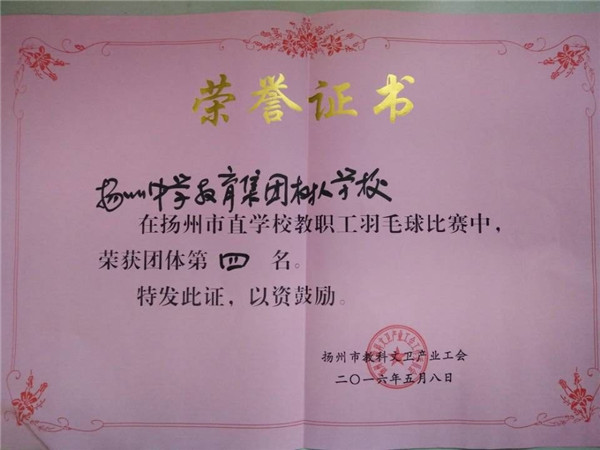 荣誉证书
扬州中学教育集团树人学校
在扬州市直学校教职工羽毛球比赛中，
荣获团体第四名。
特发此证，以资鼓励。
扬州市教科文卫产业工会
二〇一六年五月八日